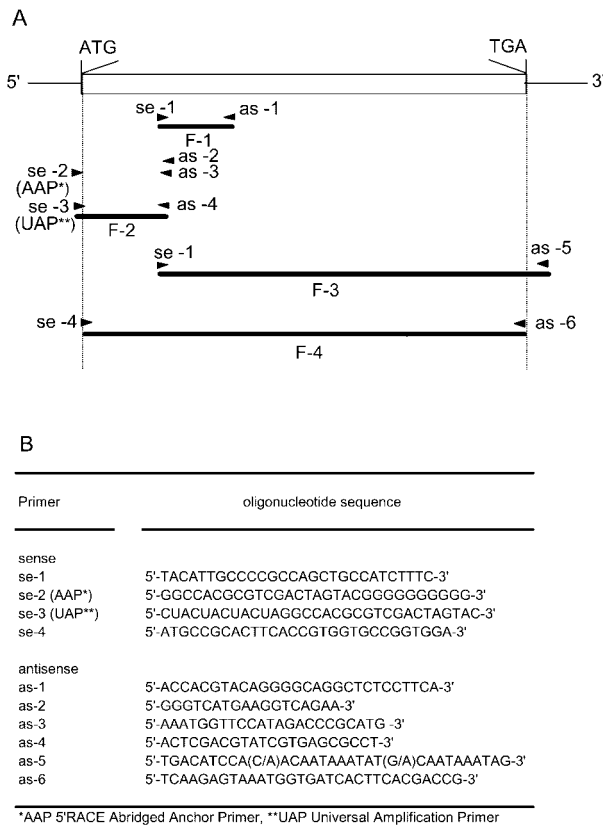 A
ATG TGA
5' 3'
se -1 as -1
F-1
as -2
se -2 as -3
(AAP*)
se -3 as -4
(UAP**) F-2
se -1 as -5
F-3
se -4 as -6
F-4
B
Primer oligonucleotide sequence
sense
se-1 5'-TACATTGCCCCGCCAGCTGCCATCTTTC-3'
se-2 (AAP*) 5'-GGCCACGCGTCGACTAGTACGGGGGGGGGG-3'
se-3 (UAP**) 5'-CUACUACUACUAGGCCACGCGTCGACTAGTAC-3'
se-4 5'-ATGCCGCACTTCACCGTGGTGCCGGTGGA-3'
antisense
as-1 5'-ACCACGTACAGGGGCAGGCTCTCCTTCA-3'
as-2 5'-GGGTCATGAAGGTCAGAA-3'
as-3 5'-AAATGGTTCCATAGACCCGCATG -3'
as-4 5'-ACTCGACGTATCGTGAGCGCCT-3'
as-5 5'-TGACATCCA(C/A)ACAATAAATAT(G/A)CAATAAATAG-3'
as-6 5'-TCAAGAGTAAATGGTGATCACTTCACGACCG-3'
*AAP 5'RACE Abridged Anchor Primer, **UAP Universal Amplification Primer